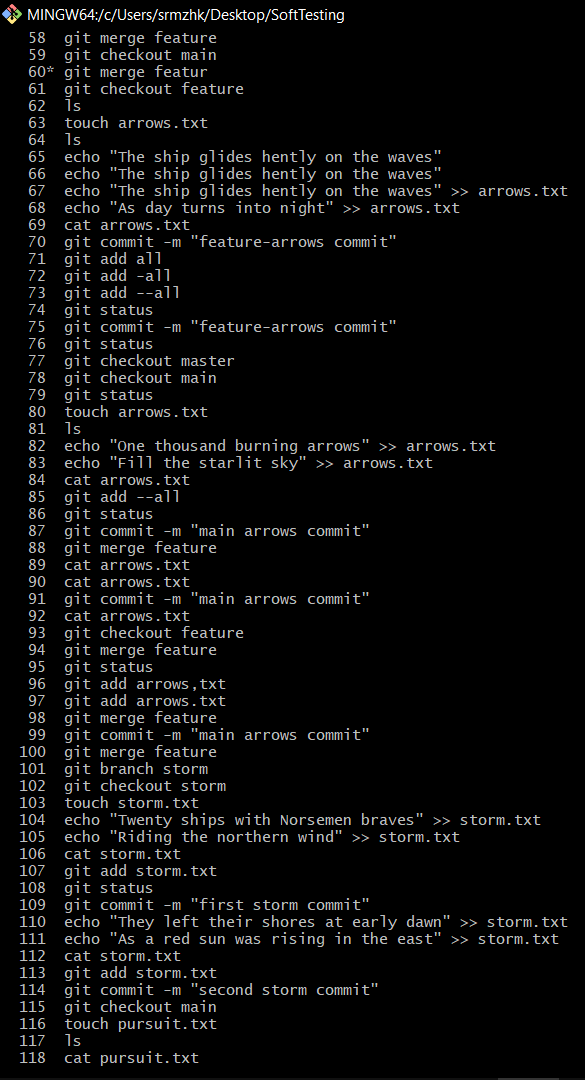 MINGW64:/c/Users/srmzhk/Desktop/SoftTesting
58 git merge feature
59 git checkout main
60* git merge featur
61 git checkout feature
62 ls
63 touch arrows.txt
64 ls
65 echo "The ship glides hently on the waves"
66 echo "The ship glides hently on the waves"
67 echo "The ship glides hently on the waves" >> arrows.txt
68 echo "As day turns into night" >> arrows.txt
69 cat arrows.txt
70 git commit -m "feature-arrows commit"
71 git add all
72 git add -all
73 git add --all
74 git status
75 git commit -m "feature-arrows commit"
76 git status
77 git checkout master
78 git checkout main
79 git status
80 touch arrows.txt
81 ls
82 echo "One thousand burning arrows" >> arrows.txt
83 echo "Fill the starlit sky" >> arrows.txt
84 cat arrows.txt
85 git add --all
86 git status
87 git commit -m "main arrows commit"
88 git merge feature
89 cat arrows.txt
90 cat arrows.txt
91 git commit -m "main arrows commit"
92 cat arrows.txt
93 git checkout feature
94 git merge feature
95 git status
96 git add arrows,txt
97 git add arrows.txt
98 git merge feature
99 git commit -m "main arrows commit"
100 git merge feature
101 git branch storm
102 git checkout storm
103 touch storm.txt
104 echo "Twenty ships with Norsemen braves" >> storm.txt
105 echo "Riding the northern wind" >> storm.txt
106 cat storm.txt
107 git add storm.txt
108 git status
109 git commit -m "first storm commit"
110 echo "They left their shores at early dawn" >> storm.txt
111 echo "As a red sun was rising in the east" >> storm.txt
112 cat storm.txt
113 git add storm.txt
114 git commit -m "second storm commit"
115 git checkout main
116 touch pursuit.txt
117 ls
118 cat pursuit.txt